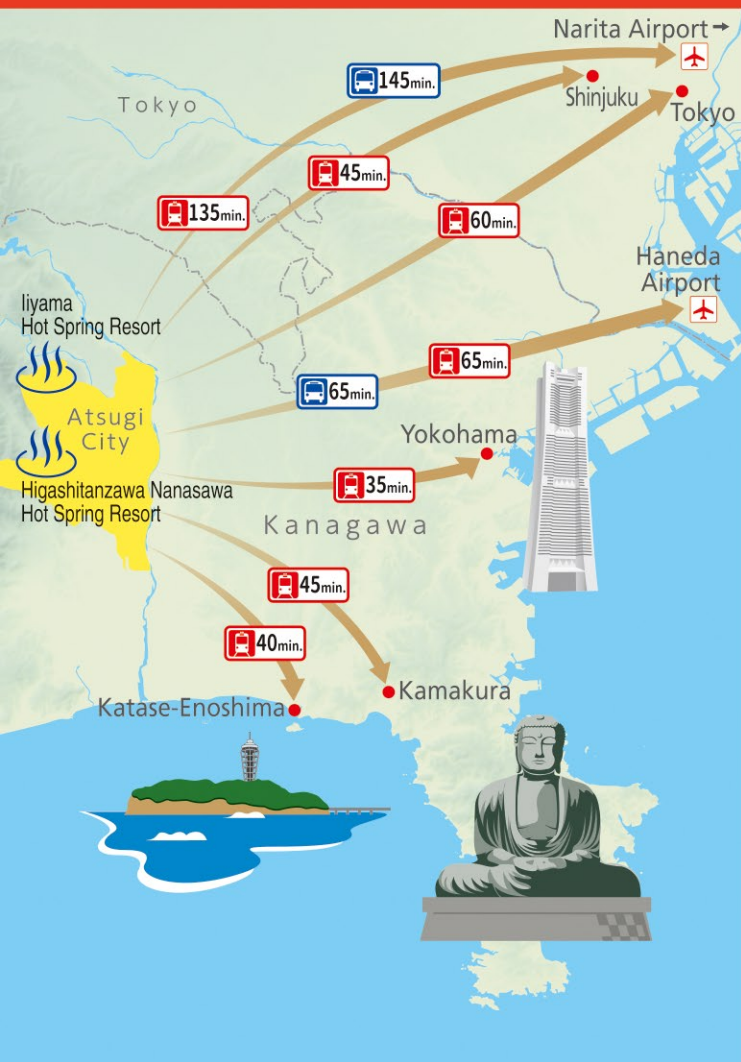 Narita Airport →
145min.
Shinjuku
Tokyo
Tokyo
45min.
135min.
60min.
Haneda
Airport
Iiyama
Hot Spring Resort
65min.
65min.
Atsugi
City
Yokohama
Higashitanzawa Nanasawa
Hot Spring Resort
35min.
Kanagawa
45min.
40min.
Kamakura
Katase-Enoshima